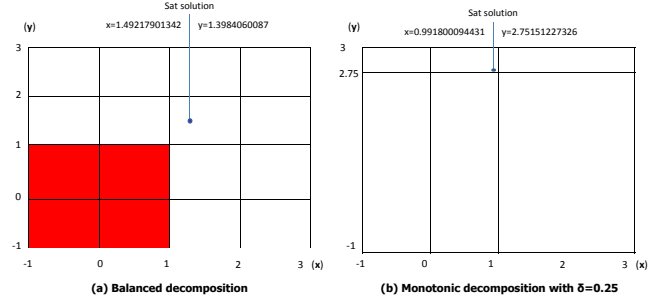 Sat solution
x=1.49217901342 y=1.3984060087
(y)
3
2
1
0
-1
-1 0 1 2 3 (x)
(a) Balanced decomposition
Sat solution
x=0.991800094431 y=2.75151227326
(y)
3
2.75
-1
-1 0 1 2 3 (x)
(b) Monotonic decomposition with δ=0.25